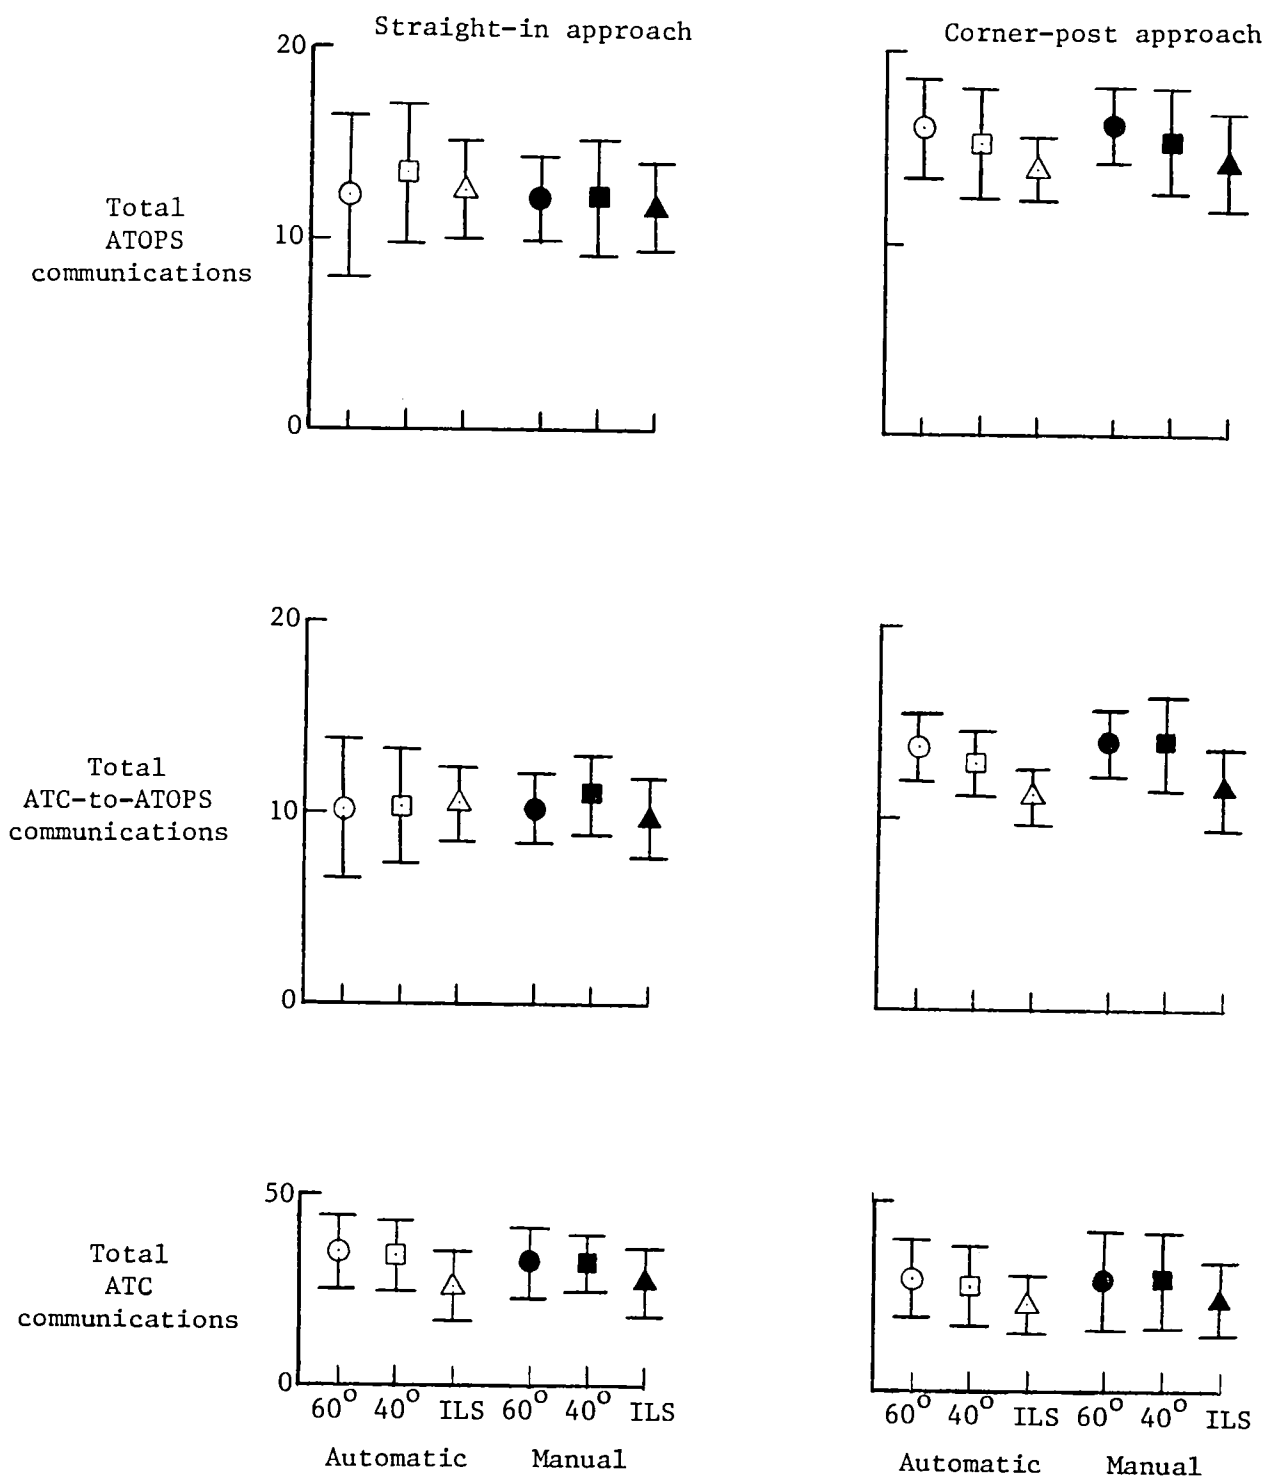 Straight-in approach
Corner-post approach
20
10
0
Total
ATOPS
communications
20
10
0
Total
ATC-to-ATOPS
communications
50
0
Total
ATC
communications
60° 40° ILS 60° 40° ILS
Automatic Manual
60° 40° ILS 60° 40° ILS
Automatic Manual